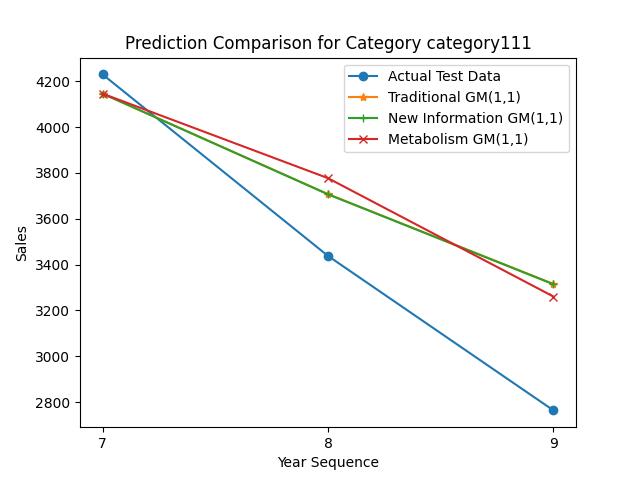 Prediction Comparison for Category category111
Actual Test Data
Traditional GM(1,1)
New Information GM(1,1)
Metabolism GM(1,1)
Sales
4200
4000
3800
3600
3400
3200
3000
2800
7
8
9
Year Sequence